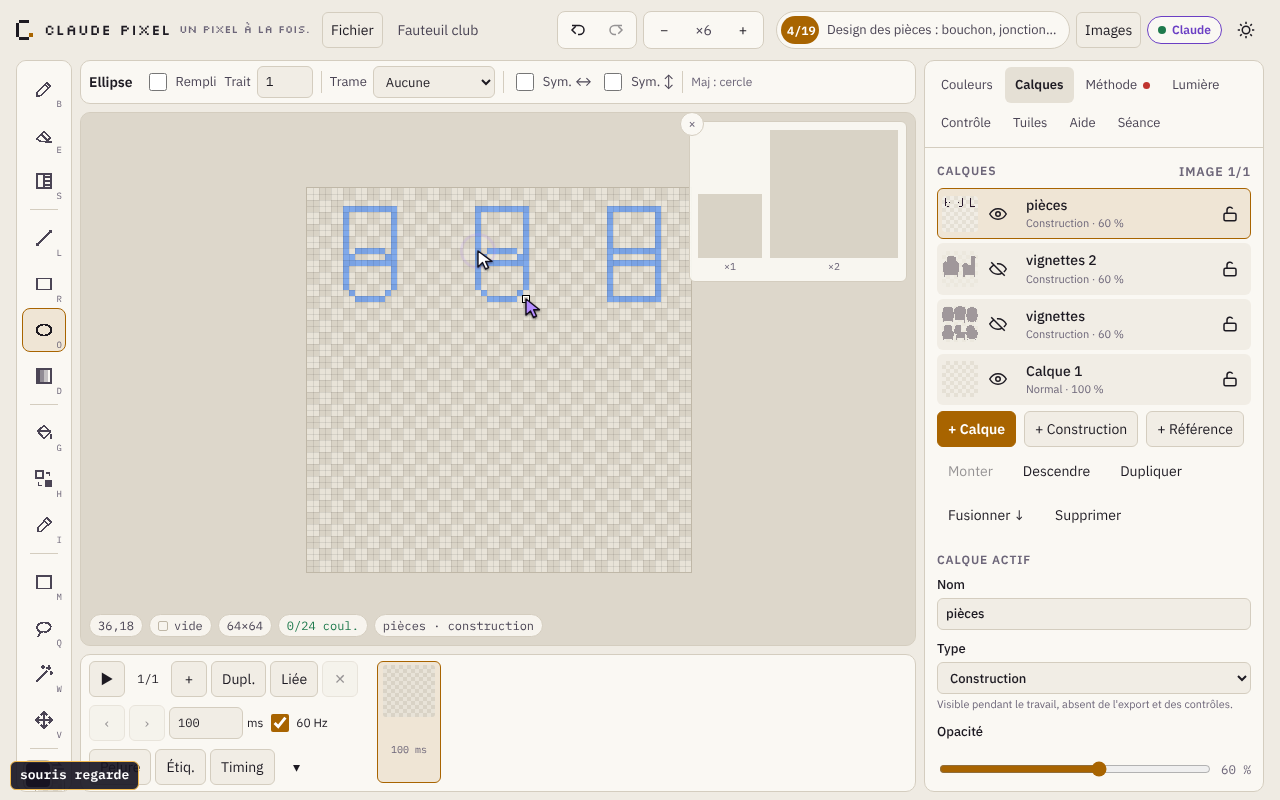 CLAUDE PIXEL UN PIXEL À LA FOIS. Fichier Fauteuil club − ×6 + 4/19 Design des pièces : bouchon, jonction… Images Claude
Ellipse Rempli Trait 1 Trame Aucune Sym. ↔ Sym. ↕ Maj : cercle
B
E
S
L
R
O
D
G
H
I
M
Q
W
V
×
×1 ×2
36,18 vide 64×64 0/24 coul. pièces · construction
1/1 + Dupl. Liée ✕
‹ › 100 ms 60 Hz
Étiq. Timing ▼
100 ms
souris regarde
Couleurs Calques Méthode Lumière
Contrôle Tuiles Aide Séance
CALQUES IMAGE 1/1
pièces
Construction · 60 %
vignettes 2
Construction · 60 %
vignettes
Construction · 60 %
Calque 1
Normal · 100 %
+ Calque + Construction + Référence
Monter Descendre Dupliquer
Fusionner ↓ Supprimer
CALQUE ACTIF
Nom
pièces
Type
Construction
Visible pendant le travail, absent de l'export et des contrôles.
Opacité
60 %